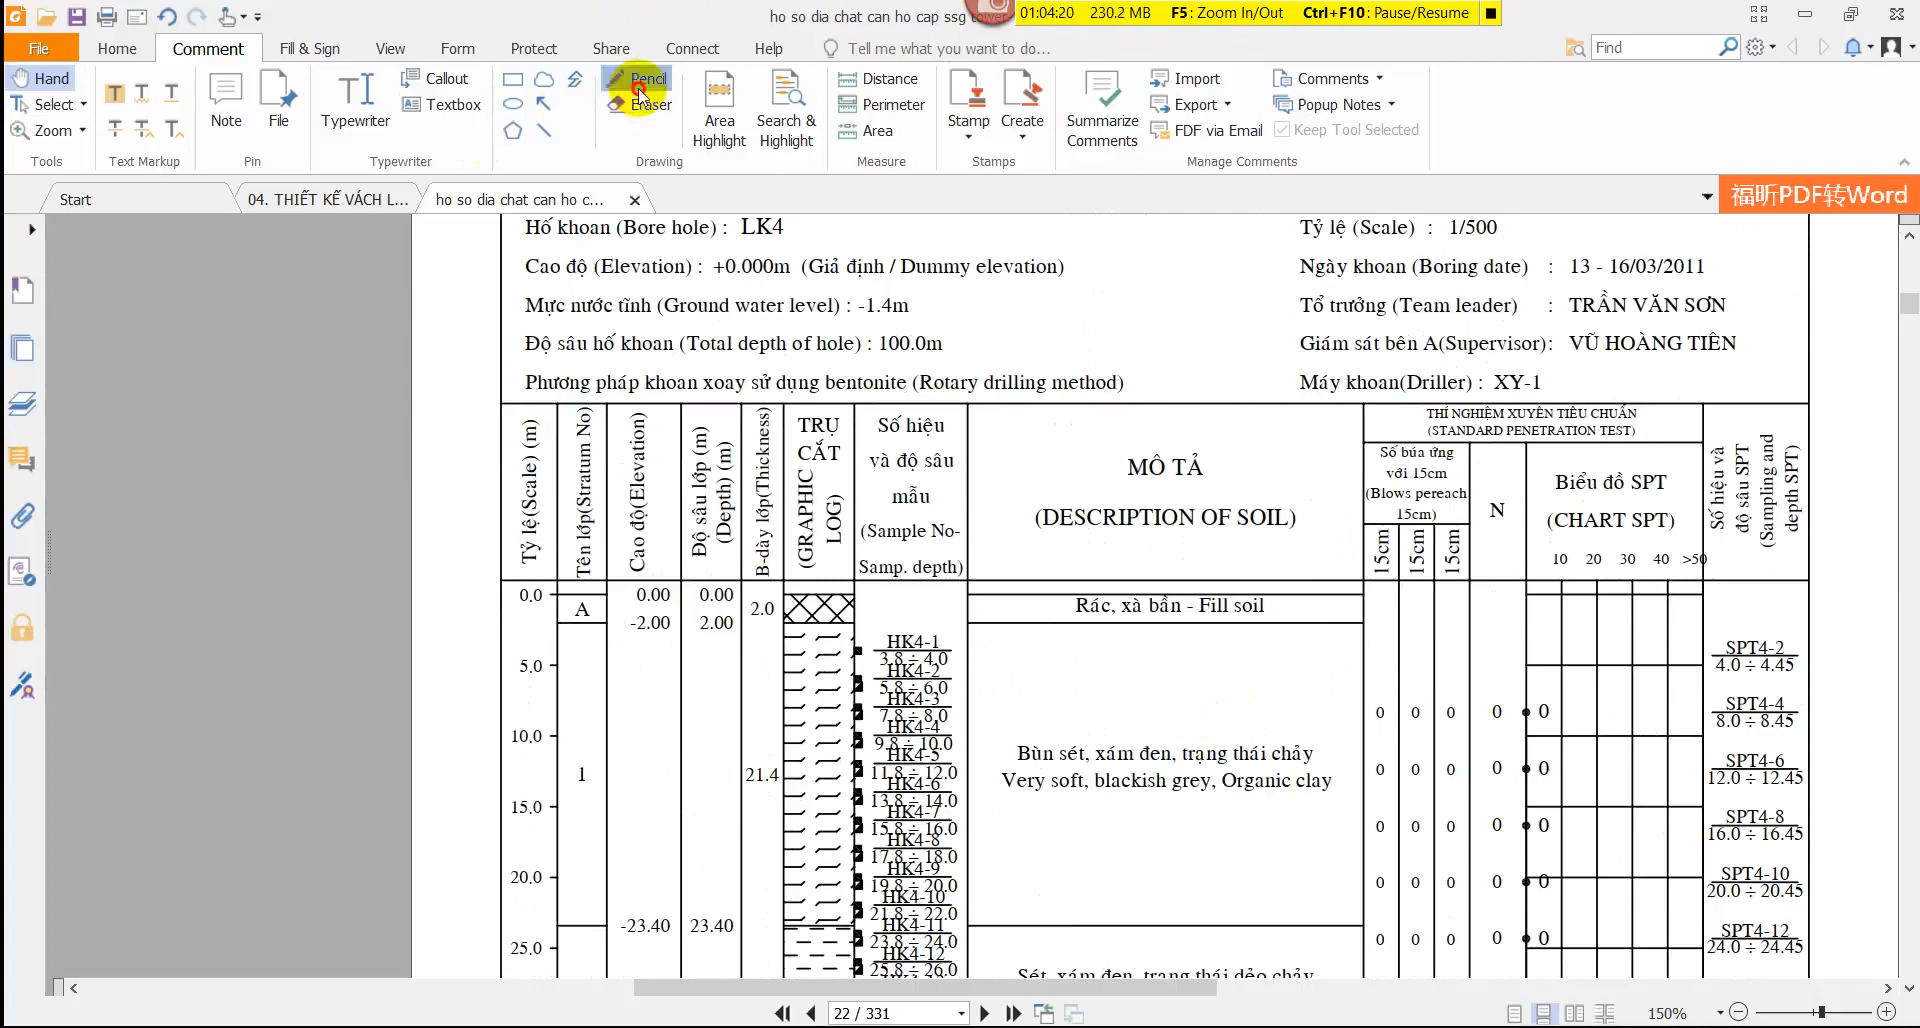 ho so dia chat can ho cap ssg tower
01:04:20 230.2 MB F5: Zoom In/Out Ctrl+F10: Pause/Resume
File Home Comment Fill & Sign View Form Protect Share Connect Help Tell me what you want to do... Find
Hand
Select
Zoom
Tools
Text Markup
Note
File
Pin
Typewriter
Callout
Textbox
Typewriter
Pencil
Eraser
Area Highlight
Search & Highlight
Drawing
Distance
Perimeter
Area
Measure
Stamp
Create
Stamps
Summarize Comments
Import
Export
FDF via Email
Comments
Popup Notes
Keep Tool Selected
Manage Comments
Start
04. THIẾT KẾ VÁCH L...
ho so dia chat can ho c...
福昕PDF转Word
Hố khoan (Bore hole) : LK4
Tỷ lệ (Scale) : 1/500
Cao độ (Elevation) : +0.000m (Giả định / Dummy elevation)
Ngày khoan (Boring date) : 13 - 16/03/2011
Mực nước tĩnh (Ground water level) : -1.4m
Tổ trưởng (Team leader) : TRẦN VĂN SƠN
Độ sâu hố khoan (Total depth of hole) : 100.0m
Giám sát bên A(Supervisor): VŨ HOÀNG TIÊN
Phương pháp khoan xoay sử dụng bentonite (Rotary drilling method)
Máy khoan(Driller) : XY-1
Tỷ lệ(Scale) (m)
Tên lớp(Stratum No)
Cao độ(Elevation)
Độ sâu lớp (m)
(Depth) (m)
B-dày lớp(Thickness)
TRỤ
CẮT
(GRAPHIC
LOG)
Số hiệu
và độ sâu
mẫu
(Sample No-
Samp. depth)
MÔ TẢ
(DESCRIPTION OF SOIL)
THÍ NGHIỆM XUYÊN TIÊU CHUẨN
(STANDARD PENETRATION TEST)
Số búa ứng
với 15cm
(Blows pereach
15cm)
15cm
15cm
15cm
N
Biểu đồ SPT
(CHART SPT)
10 20 30 40 >50
Số hiệu và
độ sâu SPT
(Sampling and
depth SPT)
0.0
5.0
10.0
15.0
20.0
25.0
A
1
0.00
-2.00
-23.40
0.00
2.00
23.40
2.0
21.4
HK4-1
3.8 ÷ 4.0
HK4-2
5.8 ÷ 6.0
HK4-3
7.8 ÷ 8.0
HK4-4
9.8 ÷ 10.0
HK4-5
11.8 ÷ 12.0
HK4-6
13.8 ÷ 14.0
HK4-7
15.8 ÷ 16.0
HK4-8
17.8 ÷ 18.0
HK4-9
19.8 ÷ 20.0
HK4-10
21.8 ÷ 22.0
HK4-11
23.8 ÷ 24.0
HK4-12
25.8 ÷ 26.0
Rác, xà bần - Fill soil
Bùn sét, xám đen, trạng thái chảy
Very soft, blackish grey, Organic clay
Sét, xám đen, trạng thái dẻo chảy
0 0 0 0 0
0 0 0 0 0
0 0 0 0 0
0 0 0 0 0
0 0 0 0 0
SPT4-2
4.0 ÷ 4.45
SPT4-4
8.0 ÷ 8.45
SPT4-6
12.0 ÷ 12.45
SPT4-8
16.0 ÷ 16.45
SPT4-10
20.0 ÷ 20.45
SPT4-12
24.0 ÷ 24.45
22 / 331
150%